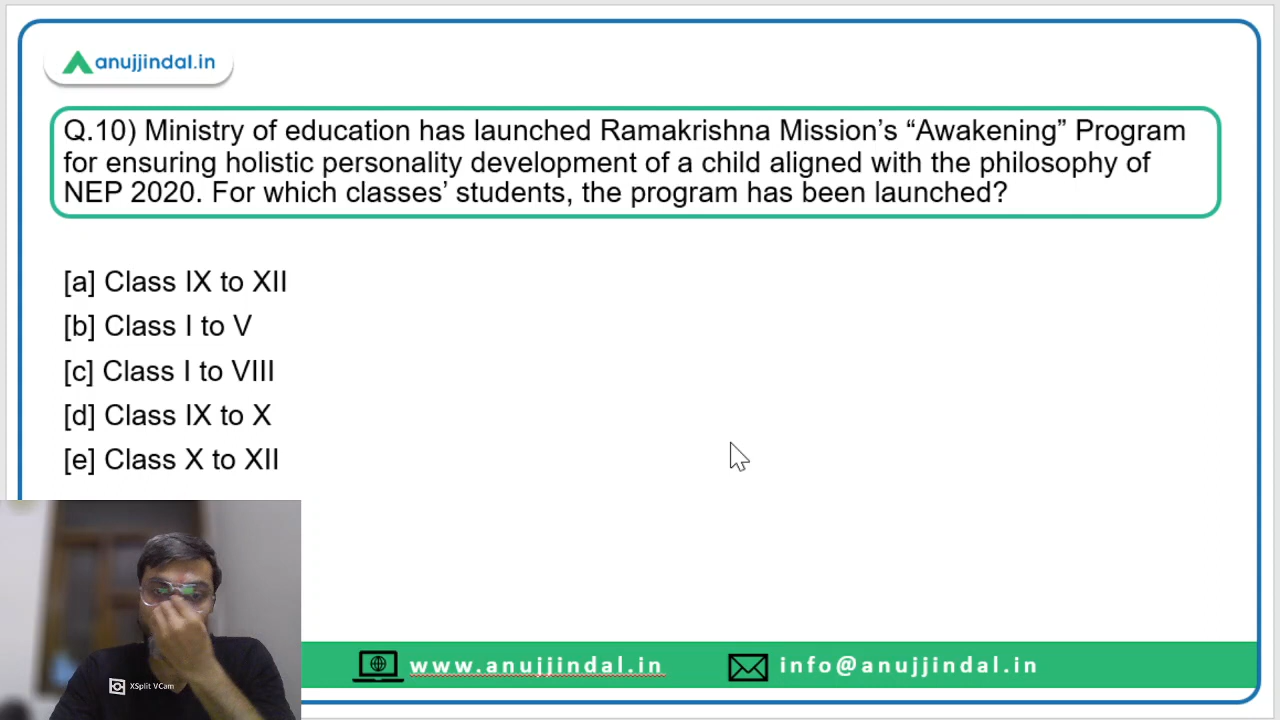 anujjindal.in
Q.10) Ministry of education has launched Ramakrishna Mission’s “Awakening” Program
for ensuring holistic personality development of a child aligned with the philosophy of
NEP 2020. For which classes’ students, the program has been launched?
[a] Class IX to XII
[b] Class I to V
[c] Class I to VIII
[d] Class IX to X
[e] Class X to XII
XSplit VCam
www.anujjindal.in
info@anujjindal.in